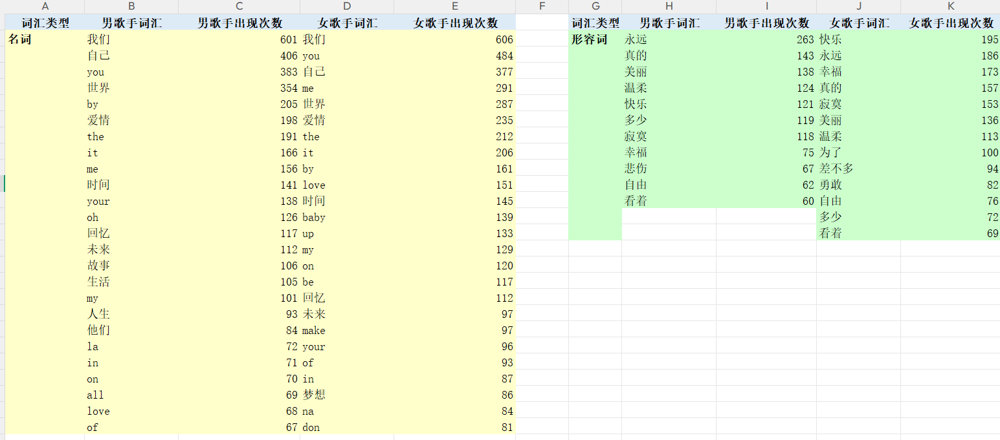 A B C D E F G H I J K
词汇类型 男歌手词汇 男歌手出现次数 女歌手词汇 女歌手出现次数 词汇类型 男歌手词汇 男歌手出现次数 女歌手词汇 女歌手出现次数
名词 我们 601 我们 606 形容词 永远 263 快乐 195
自己 406 you 484 真的 143 永远 186
you 383 自己 377 美丽 138 幸福 173
世界 354 me 291 温柔 124 真的 157
by 205 世界 287 快乐 121 寂寞 153
爱情 198 爱情 235 多少 119 美丽 136
the 191 the 212 寂寞 118 温柔 113
it 166 it 206 幸福 75 为了 100
me 156 by 161 悲伤 67 差不多 94
时间 141 love 151 自由 62 勇敢 82
your 138 时间 145 看着 60 自由 76
oh 126 baby 139 多少 72
回忆 117 up 133 看着 69
未来 112 my 129
故事 106 on 120
生活 105 be 117
my 101 回忆 112
人生 93 未来 97
他们 84 make 97
la 72 your 96
in 71 of 93
on 70 in 87
all 69 梦想 86
love 68 na 84
of 67 don 81